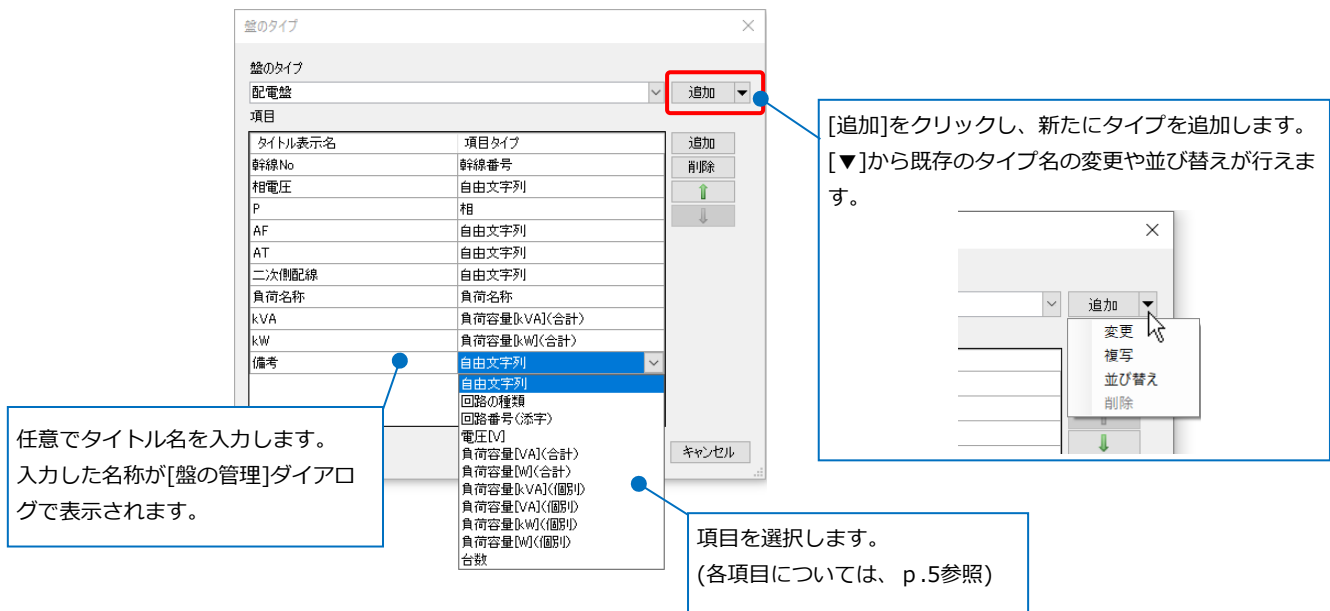 盤のタイプ
盤のタイプ
配電盤
追加 ▼
項目
タイトル表示名 項目タイプ
幹線No 幹線番号
相電圧 自由文字列
P 相
AF 自由文字列
AT 自由文字列
二次側配線 自由文字列
負荷名称 負荷名称
kVA 負荷容量[kVA](合計)
kW 負荷容量[kW](合計)
備考 自由文字列
自由文字列
回路の種類
回路番号(添字)
電圧[V]
負荷容量[VA](合計)
負荷容量[W](合計)
負荷容量[kVA](個別)
負荷容量[VA](個別)
負荷容量[kW](個別)
負荷容量[W](個別)
台数
追加
削除
キャンセル
[追加]をクリックし、新たにタイプを追加します。
[▼]から既存のタイプ名の変更や並び替えが行えま
す。
追加 ▼
変更
複写
並び替え
削除
任意でタイトル名を入力します。
入力した名称が[盤の管理]ダイアロ
グで表示されます。
項目を選択します。
(各項目については、ｐ.5参照)